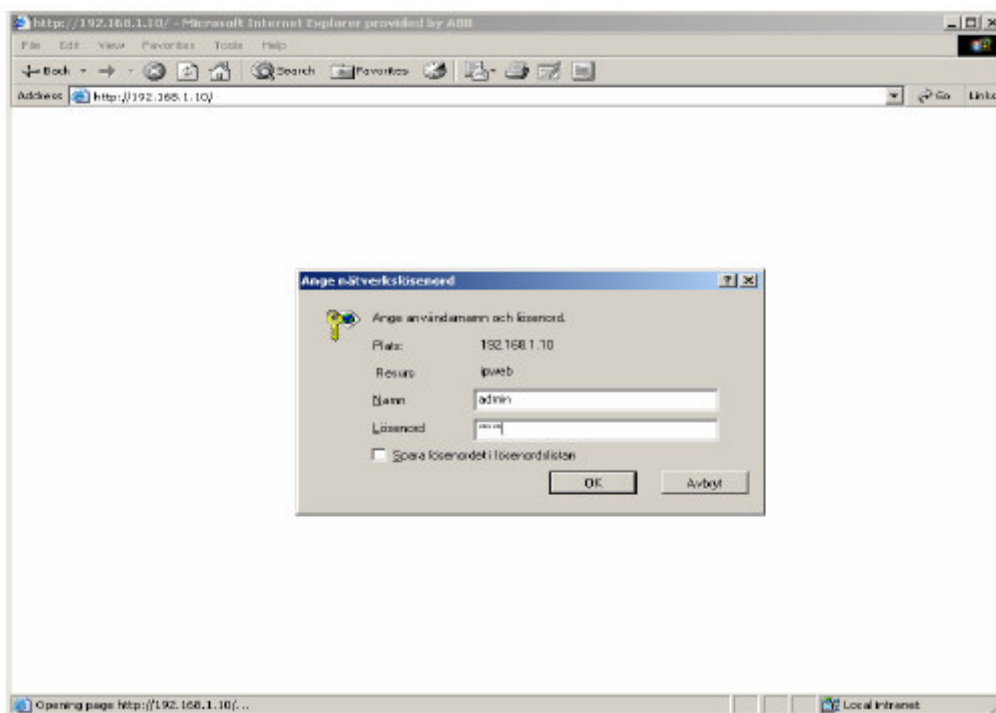 http://192.168.1.10/ - Microsoft Internet Explorer provided by ABB
File Edit View Favorites Tools Help
Back Search Favorites
Address http://192.168.1.10/ Go Links
Ange nätverkslösenord
Ange användarnamn och lösenord.
Plats: 192.168.1.10
Resurs ipweb
Namn admin
Lösenord ****
Spara lösenordet i lösenordslistan
OK Avbryt
Opening page http://192.168.1.10/... Local intranet